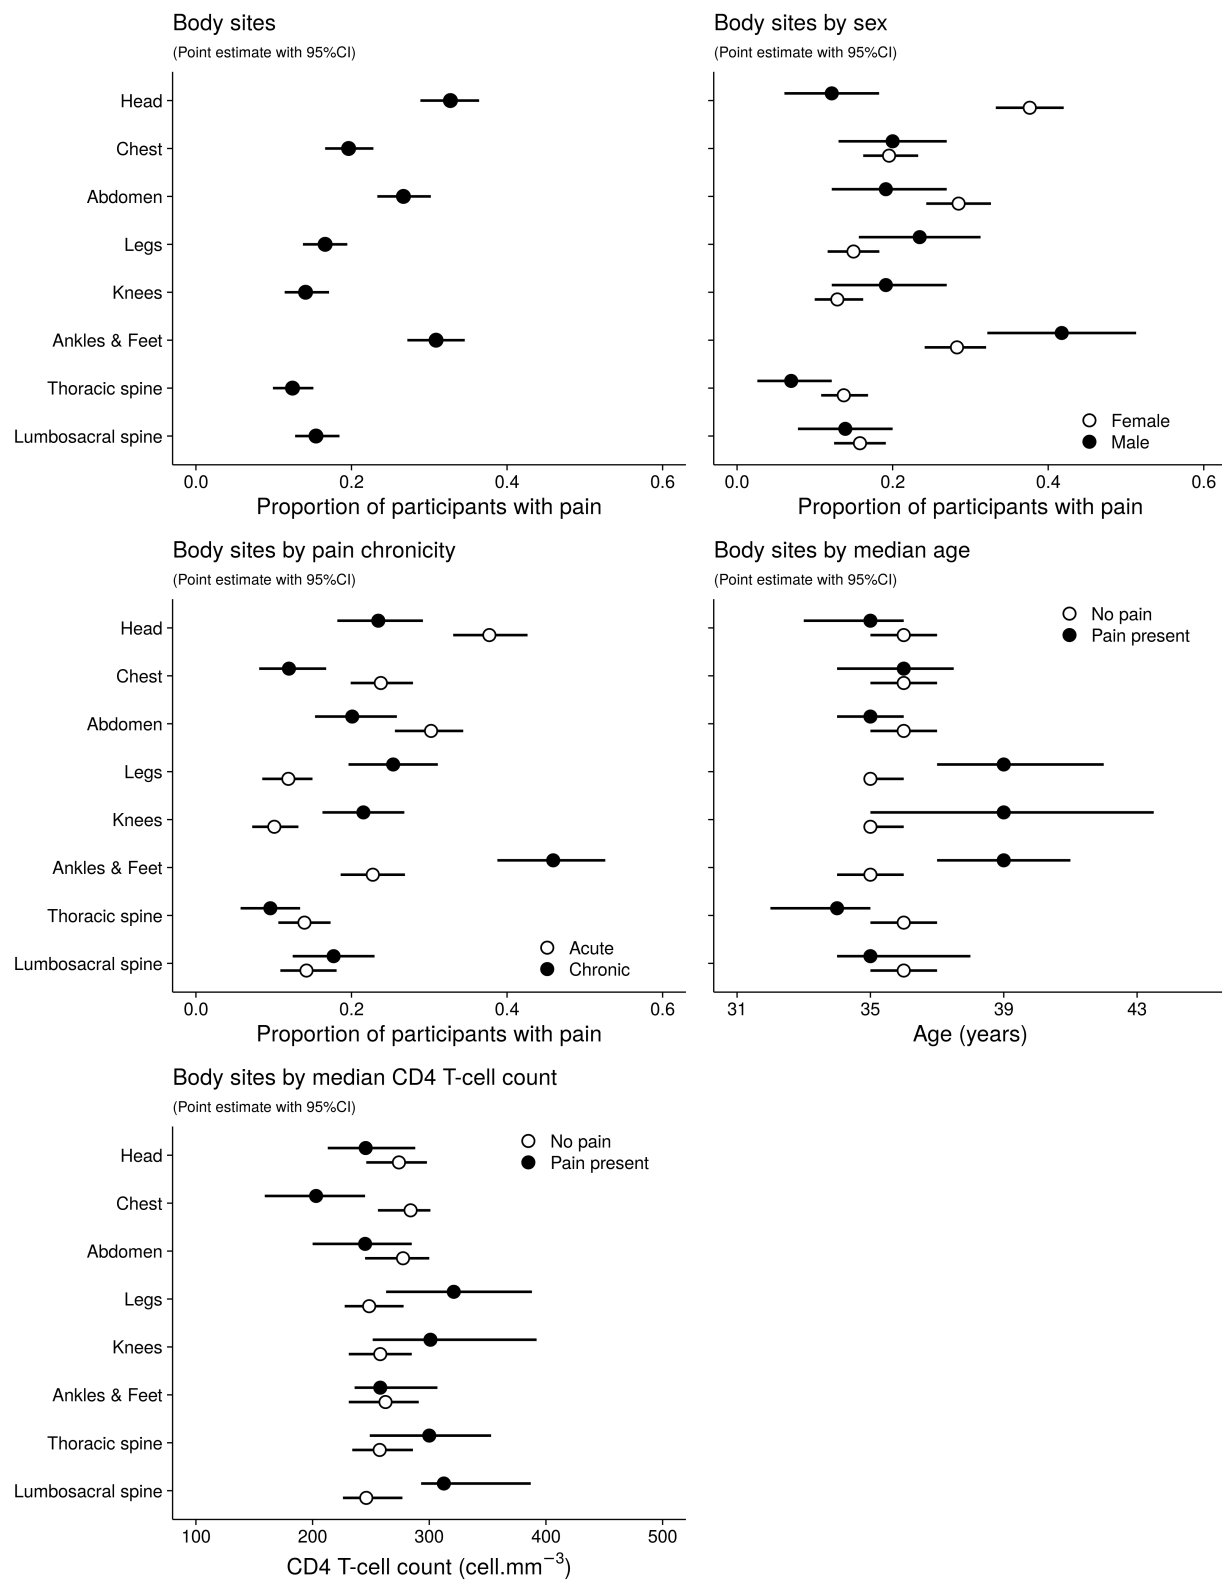 Body sites
(Point estimate with 95%CI)
Head
Chest
Abdomen
Legs
Knees
Ankles & Feet
Thoracic spine
Lumbosacral spine
0.0 0.2 0.4 0.6
Proportion of participants with pain
Body sites by sex
(Point estimate with 95%CI)
Female
Male
0.0 0.2 0.4 0.6
Proportion of participants with pain
Body sites by pain chronicity
(Point estimate with 95%CI)
Head
Chest
Abdomen
Legs
Knees
Ankles & Feet
Thoracic spine
Lumbosacral spine
Acute
Chronic
0.0 0.2 0.4 0.6
Proportion of participants with pain
Body sites by median age
(Point estimate with 95%CI)
No pain
Pain present
31 35 39 43
Age (years)
Body sites by median CD4 T-cell count
(Point estimate with 95%CI)
No pain
Pain present
Head
Chest
Abdomen
Legs
Knees
Ankles & Feet
Thoracic spine
Lumbosacral spine
100 200 300 400 500
CD4 T-cell count (cell.mm⁻³)